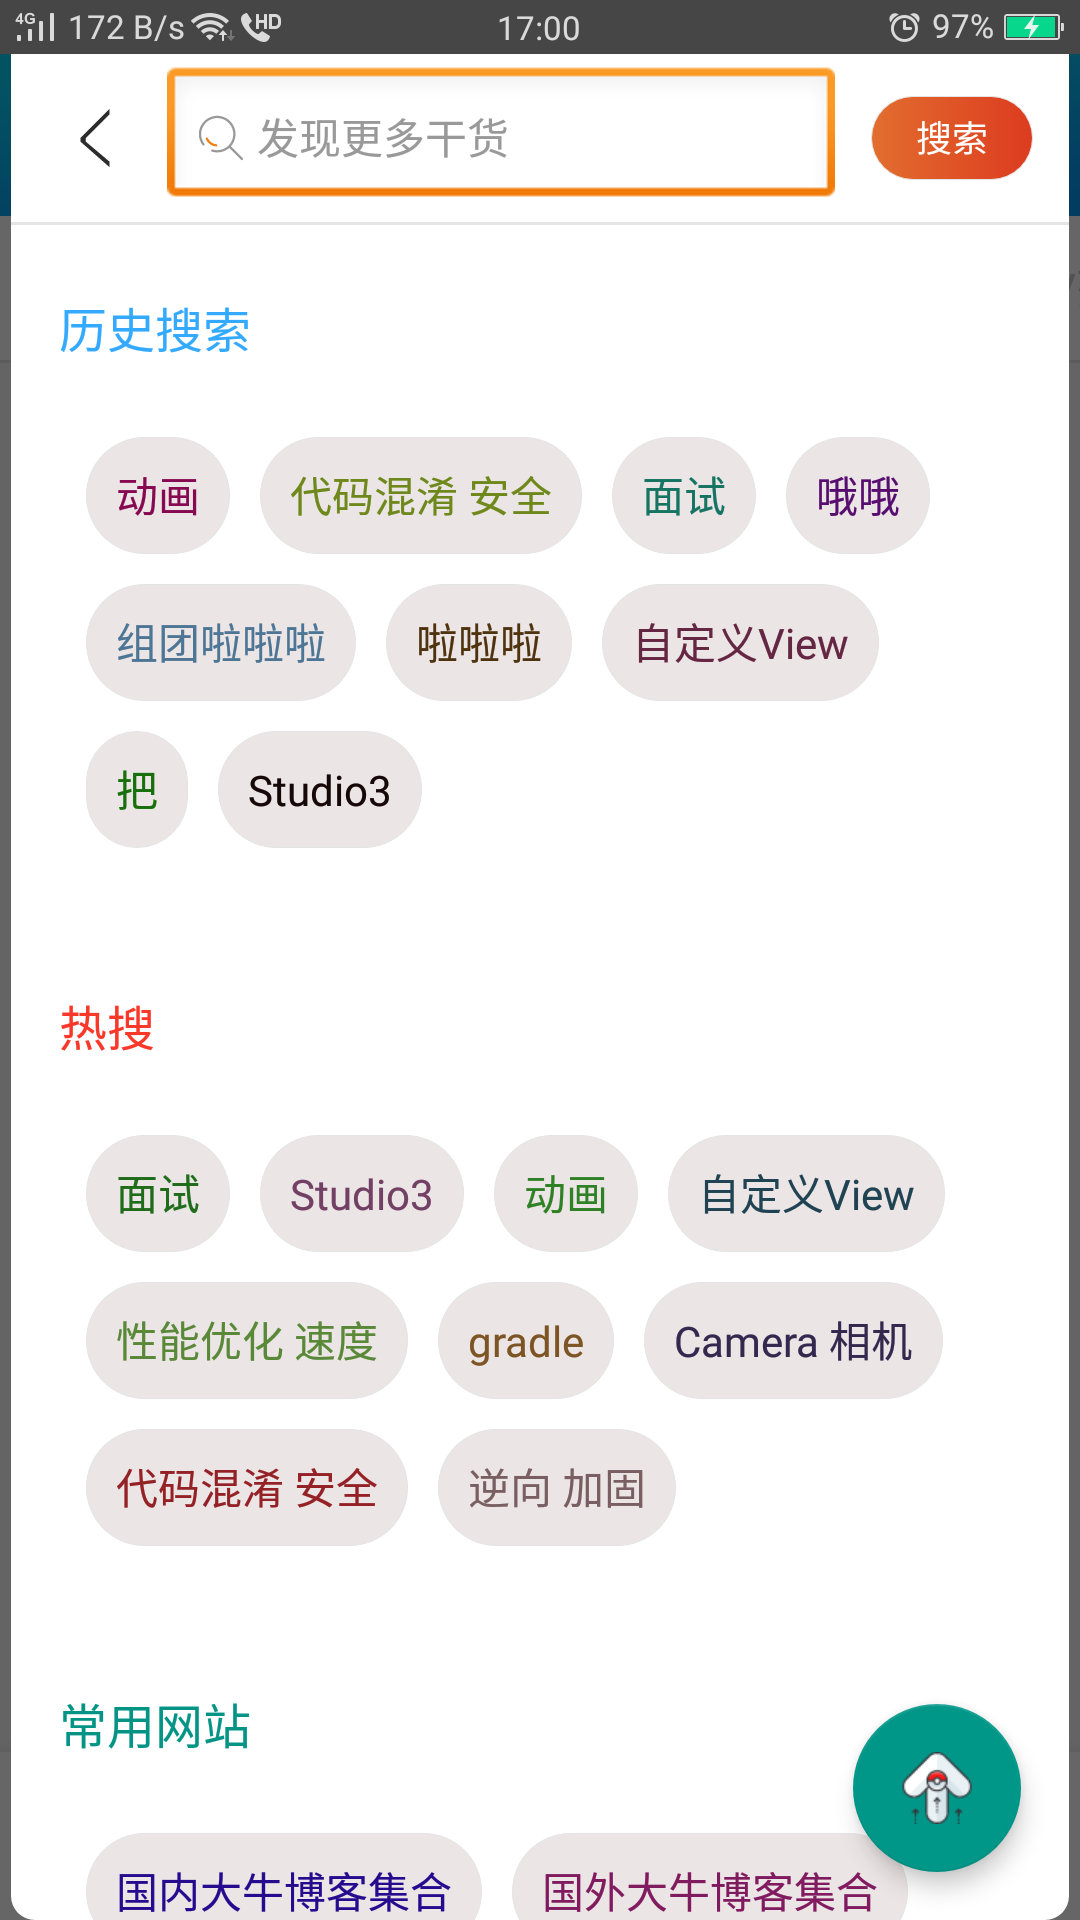 4G 172 B/s HD 17:00 97%
发现更多干货 搜索
历史搜索
动画 代码混淆 安全 面试 哦哦
组团啦啦啦 啦啦啦 自定义View
把 Studio3
热搜
面试 Studio3 动画 自定义View
性能优化 速度 gradle Camera 相机
代码混淆 安全 逆向 加固
常用网站
国内大牛博客集合 国外大牛博客集合